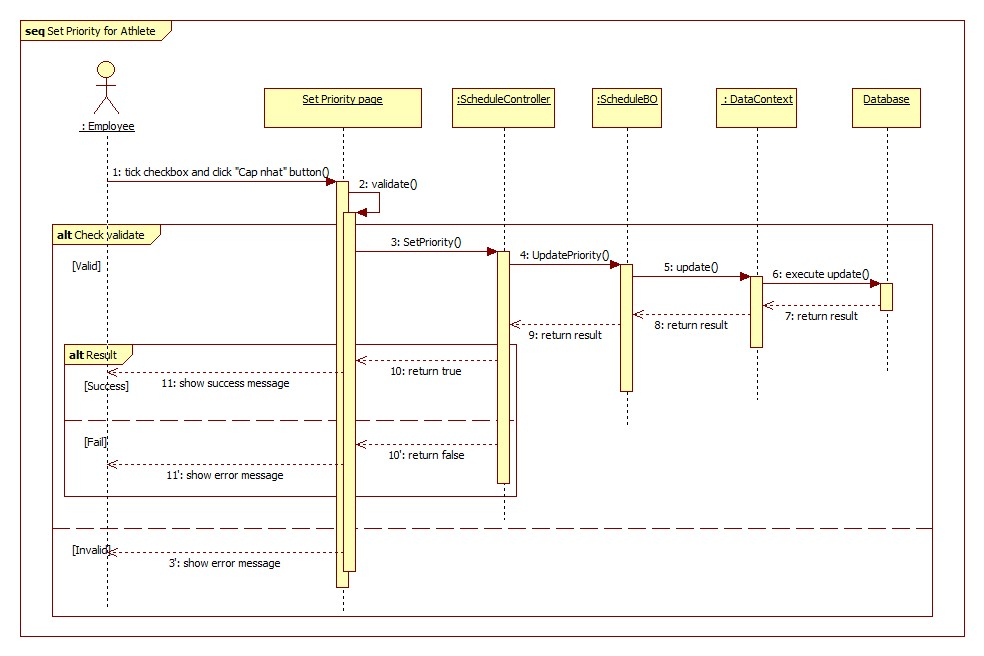 seq Set Priority for Athlete
: Employee
Set Priority page
:ScheduleController
:ScheduleBO
: DataContext
Database
1: tick checkbox and click "Cap nhat" button()
2: validate()
alt Check validate
[Valid]
3: SetPriority()
4: UpdatePriority()
5: update()
6: execute update()
7: return result
8: return result
9: return result
alt Result
10: return true
[Success]
11: show success message
[Fail]
10': return false
11': show error message
[Invalid]
3': show error message